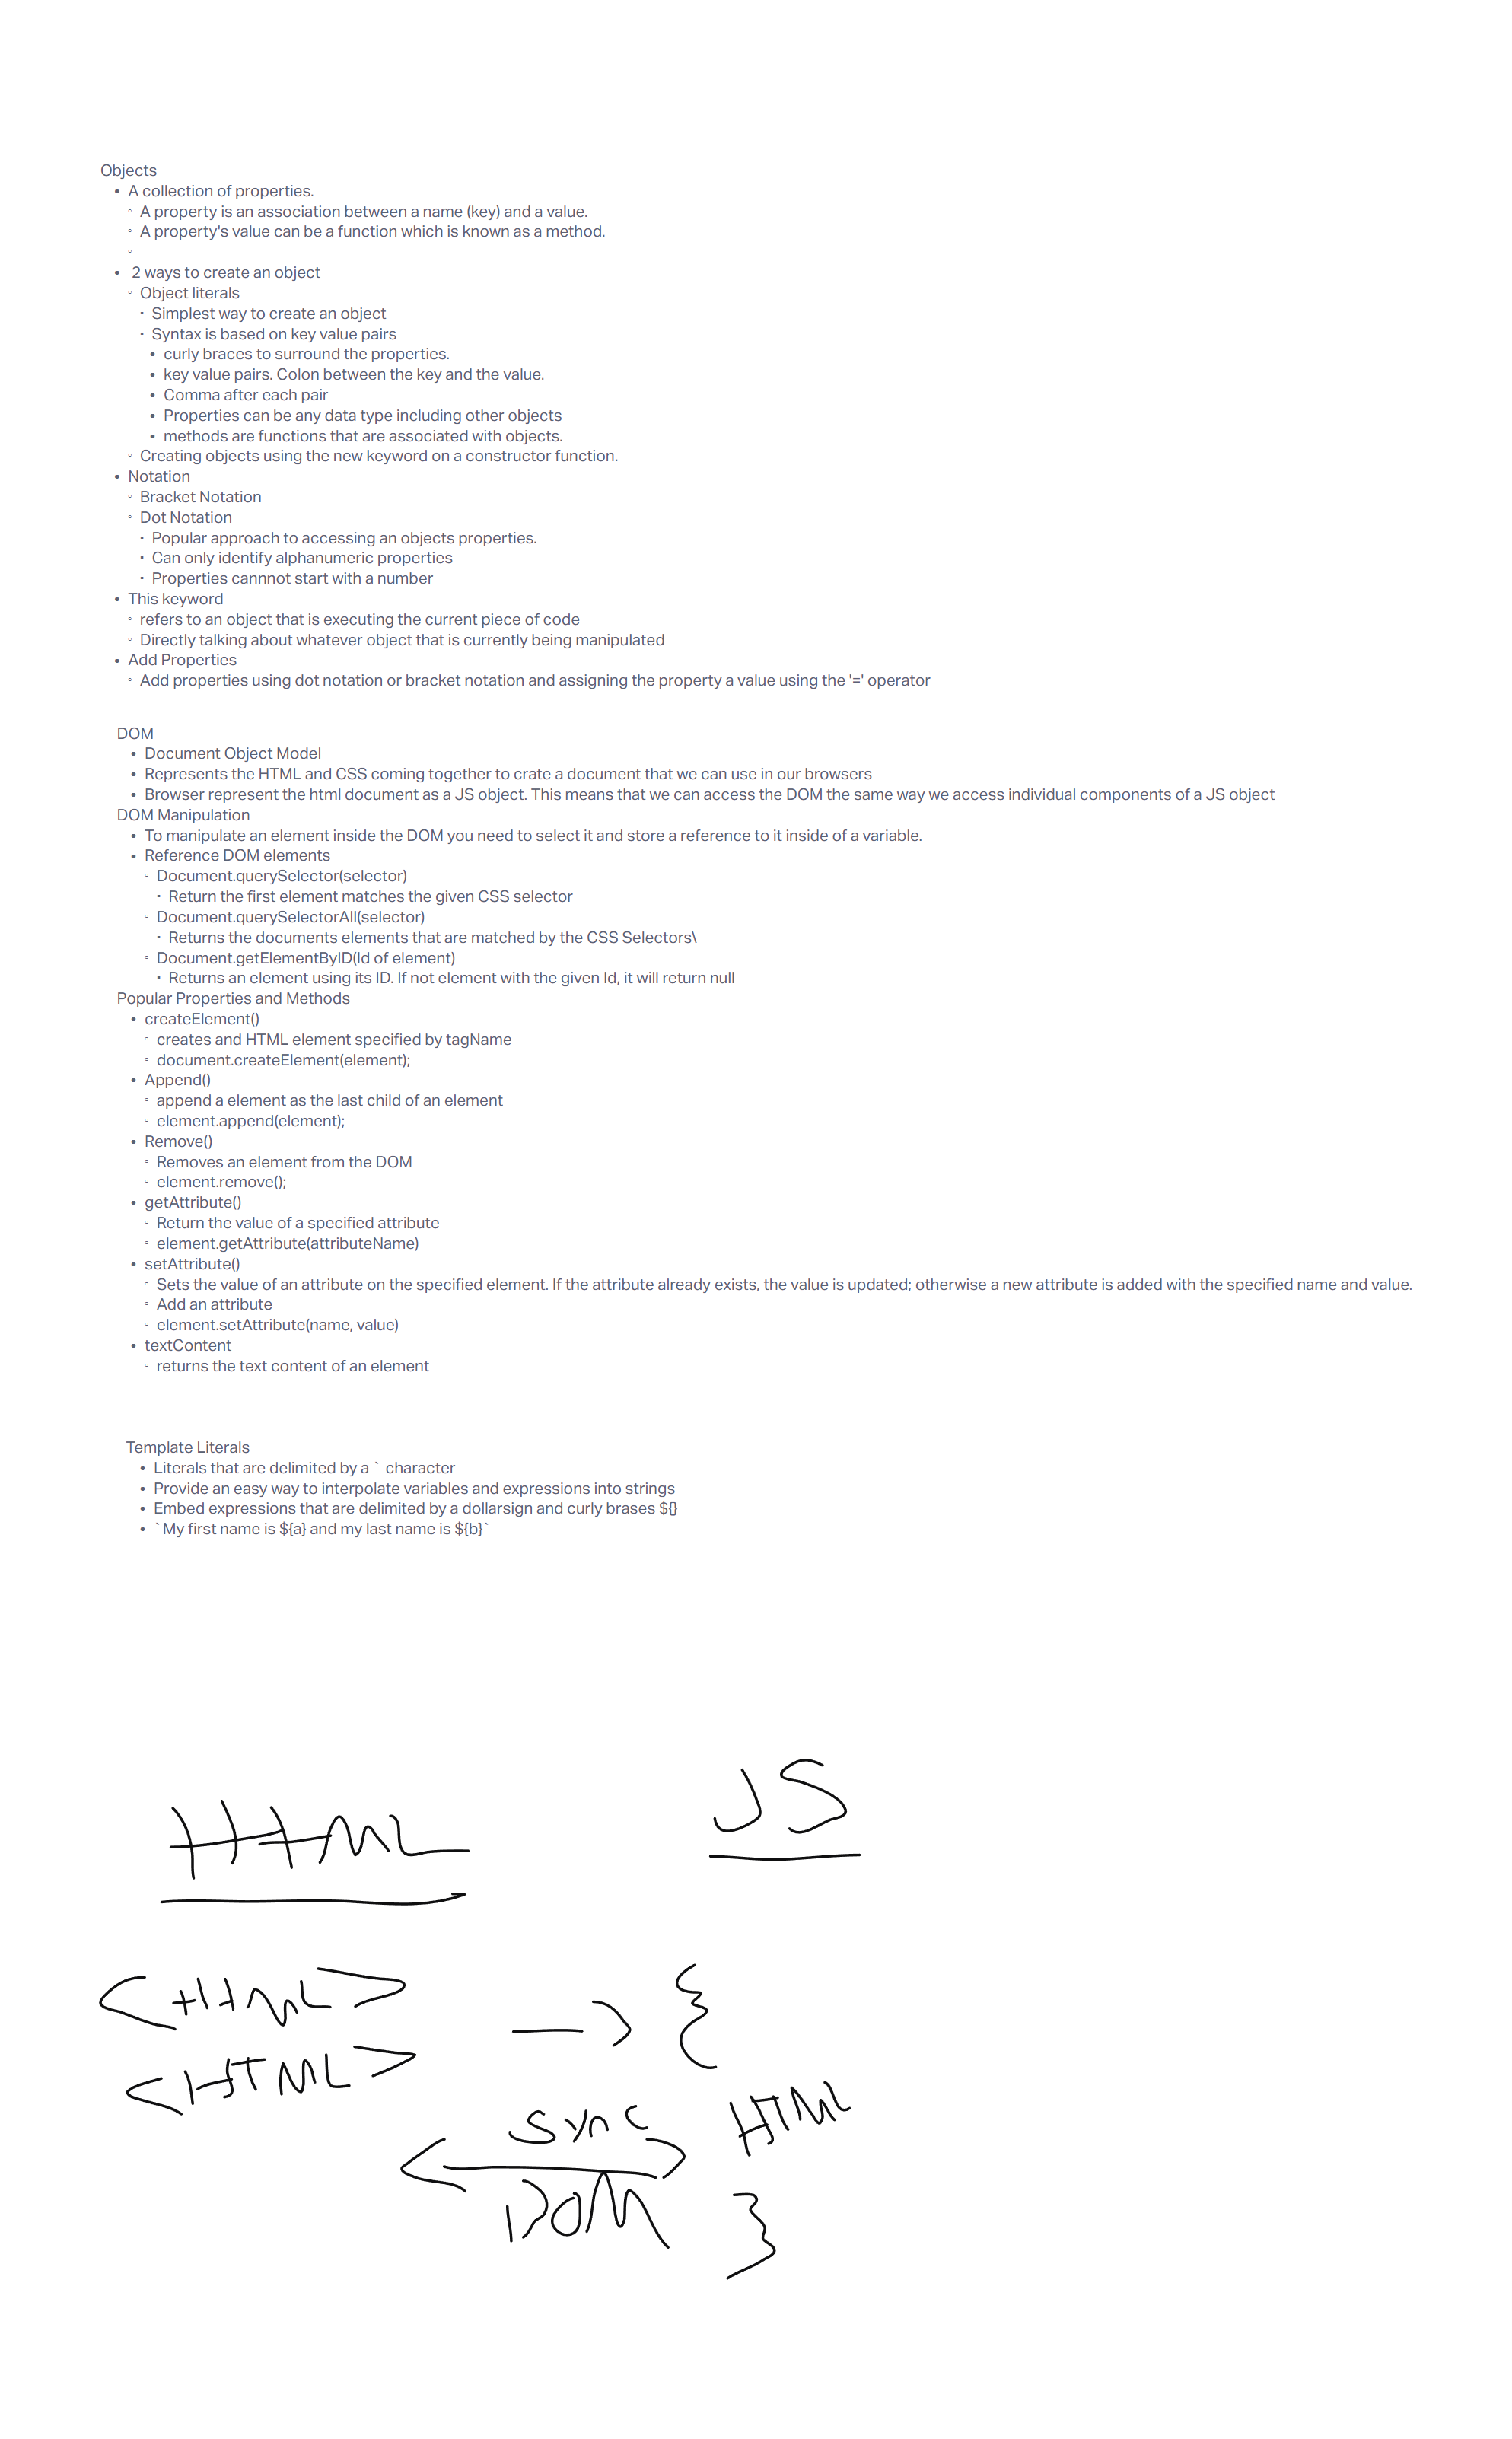 Objects
A collection of properties.
A property is an association between a name (key) and a value.
A property's value can be a function which is known as a method.
2 ways to create an object
Object literals
Simplest way to create an object
Syntax is based on key value pairs
curly braces to surround the properties.
key value pairs. Colon between the key and the value.
Comma after each pair
Properties can be any data type including other objects
methods are functions that are associated with objects.
Creating objects using the new keyword on a constructor function.
Notation
Bracket Notation
Dot Notation
Popular approach to accessing an objects properties.
Can only identify alphanumeric properties
Properties cannnot start with a number
This keyword
refers to an object that is executing the current piece of code
Directly talking about whatever object that is currently being manipulated
Add Properties
Add properties using dot notation or bracket notation and assigning the property a value using the '=' operator
DOM
Document Object Model
Represents the HTML and CSS coming together to crate a document that we can use in our browsers
Browser represent the html document as a JS object. This means that we can access the DOM the same way we access individual components of a JS object
DOM Manipulation
To manipulate an element inside the DOM you need to select it and store a reference to it inside of a variable.
Reference DOM elements
Document.querySelector(selector)
Return the first element matches the given CSS selector
Document.querySelectorAll(selector)
Returns the documents elements that are matched by the CSS Selectors\
Document.getElementByID(Id of element)
Returns an element using its ID. If not element with the given Id, it will return null
Popular Properties and Methods
createElement()
creates and HTML element specified by tagName
document.createElement(element);
Append()
append a element as the last child of an element
element.append(element);
Remove()
Removes an element from the DOM
element.remove();
getAttribute()
Return the value of a specified attribute
element.getAttribute(attributeName)
setAttribute()
Sets the value of an attribute on the specified element. If the attribute already exists, the value is updated; otherwise a new attribute is added with the specified name and value.
Add an attribute
element.setAttribute(name, value)
textContent
returns the text content of an element
Template Literals
Literals that are delimited by a ` character
Provide an easy way to interpolate variables and expressions into strings
Embed expressions that are delimited by a dollarsign and curly brases ${}
`My first name is ${a} and my last name is ${b}`
HTML
JS
<HTML>
{
<HTML>
HTML
Sync
DOM
}